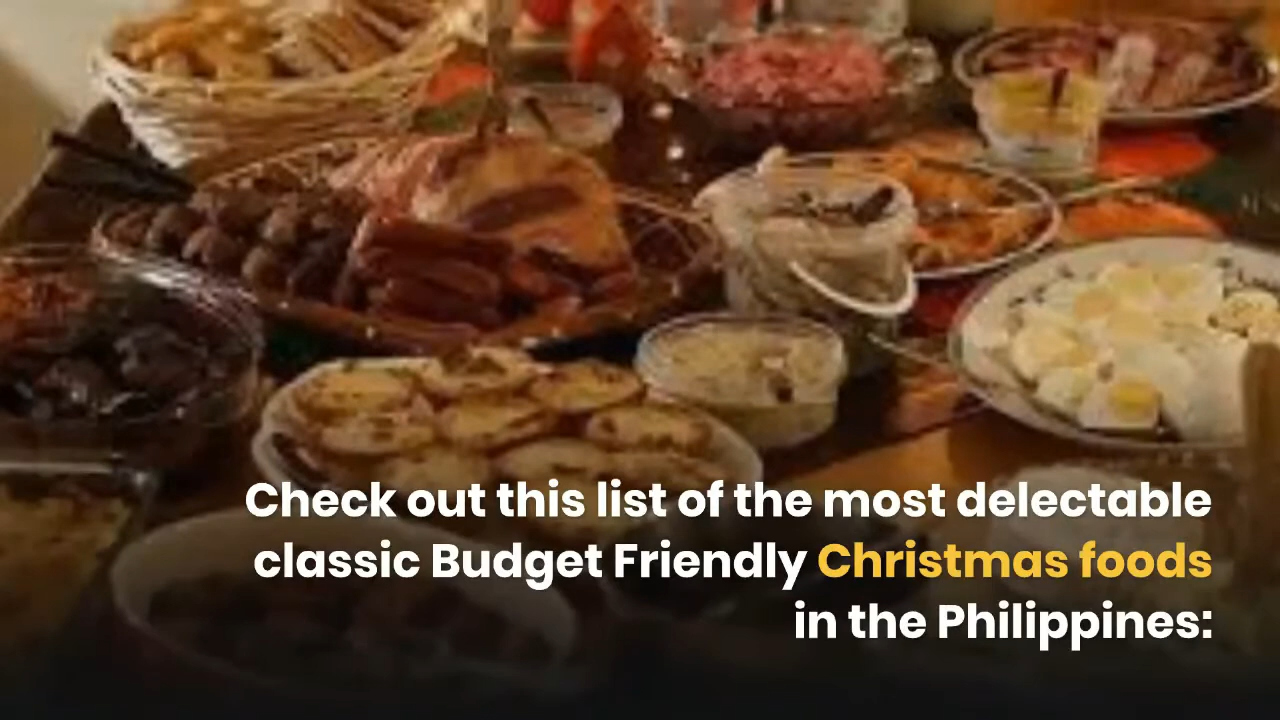 Check out this list of the most delectable
classic Budget Friendly Christmas foods
in the Philippines: